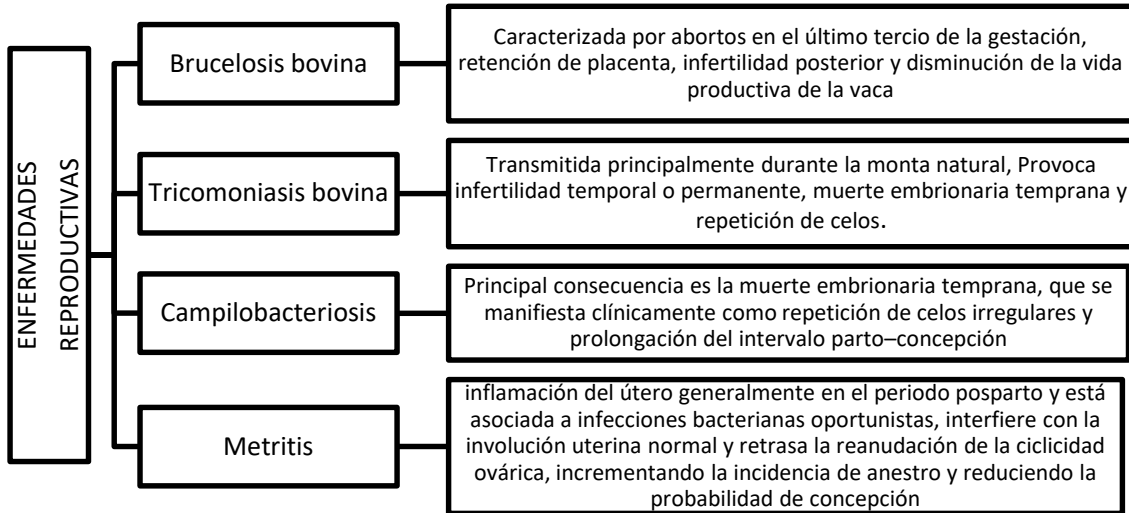 ENFERMEDADES
REPRODUCTIVAS
Brucelosis bovina
Caracterizada por abortos en el último tercio de la gestación,
retención de placenta, infertilidad posterior y disminución de la vida
productiva de la vaca
Tricomoniasis bovina
Transmitida principalmente durante la monta natural, Provoca
infertilidad temporal o permanente, muerte embrionaria temprana y
repetición de celos.
Campilobacteriosis
Principal consecuencia es la muerte embrionaria temprana, que se
manifiesta clínicamente como repetición de celos irregulares y
prolongación del intervalo parto–concepción
Metritis
inflamación del útero generalmente en el periodo posparto y está
asociada a infecciones bacterianas oportunistas, interfiere con la
involución uterina normal y retrasa la reanudación de la ciclicidad
ovárica, incrementando la incidencia de anestro y reduciendo la
probabilidad de concepción